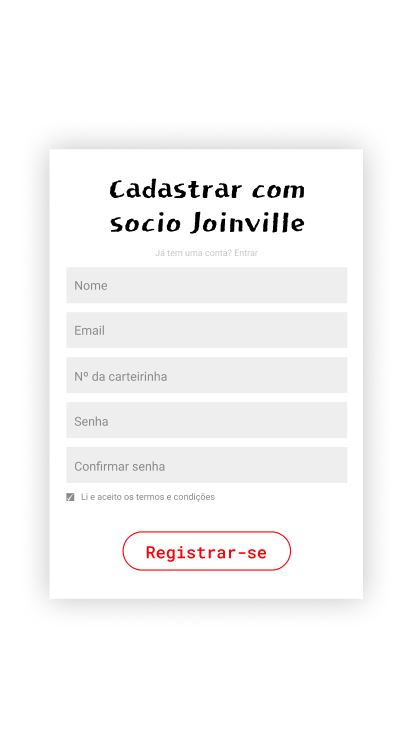 Cadastrar com
socio Joinville
Já tem uma conta? Entrar
Nome
Email
Nº da carteirinha
Senha
Confirmar senha
Li e aceito os termos e condições
Registrar-se